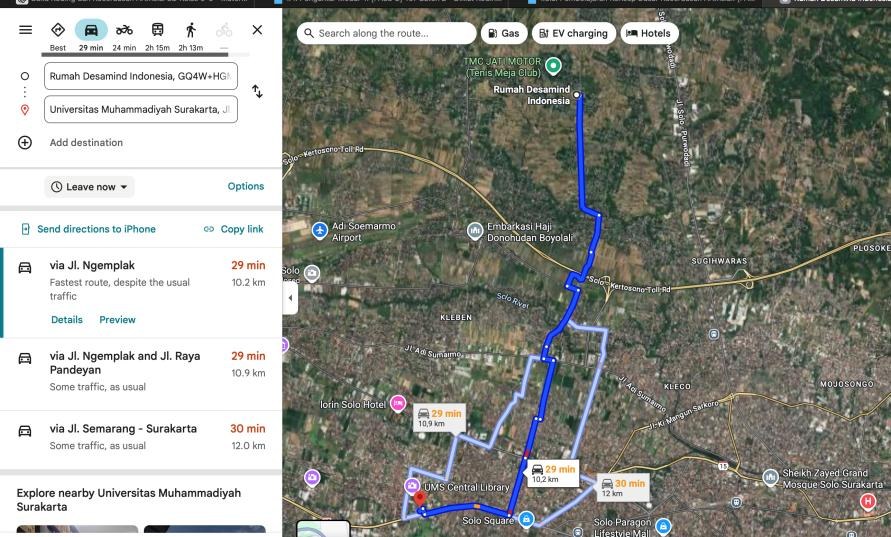 Best
29 min
24 min
2h 15m
2h 13m
Rumah Desamind Indonesia, GQ4W+HGM
Universitas Muhammadiyah Surakarta, Jl
Add destination
Leave now
Options
Send directions to iPhone
Copy link
via Jl. Ngemplak
29 min
Fastest route, despite the usual
10.2 km
traffic
Details
Preview
via Jl. Ngemplak and Jl. Raya
29 min
Pandeyan
10.9 km
Some traffic, as usual
via Jl. Semarang - Surakarta
30 min
Some traffic, as usual
12.0 km
Explore nearby Universitas Muhammadiyah
Surakarta
Search along the route...
Gas
EV charging
Hotels
TMC JATI MOTOR
(Tenis Meja Club)
Rumah Desamind
Indonesia
Jl. Solo - Purwodadi
Solo - Kertosono Toll Rd
Adi Soemarmo
Airport
Embarkasi Haji
Donohudan Boyolali
SUGIHWARAS
PLOSOKE
Solo
Solo - Kertosono Toll Rd
Solo River
KLEBEN
Jl. Adi Sumarmo
Jl. Adi Sumarmo
KLECO
MOJOSONGO
lorin Solo Hotel
29 min
10,9 km
Jl. Ki Mangun Sarkoro
15
29 min
10,2 km
30 min
12 km
UMS Central Library
Sheikh Zayed Grand
Mosque Solo Surakarta
Solo Square
Solo Paragon
Lifestyle Mall
H